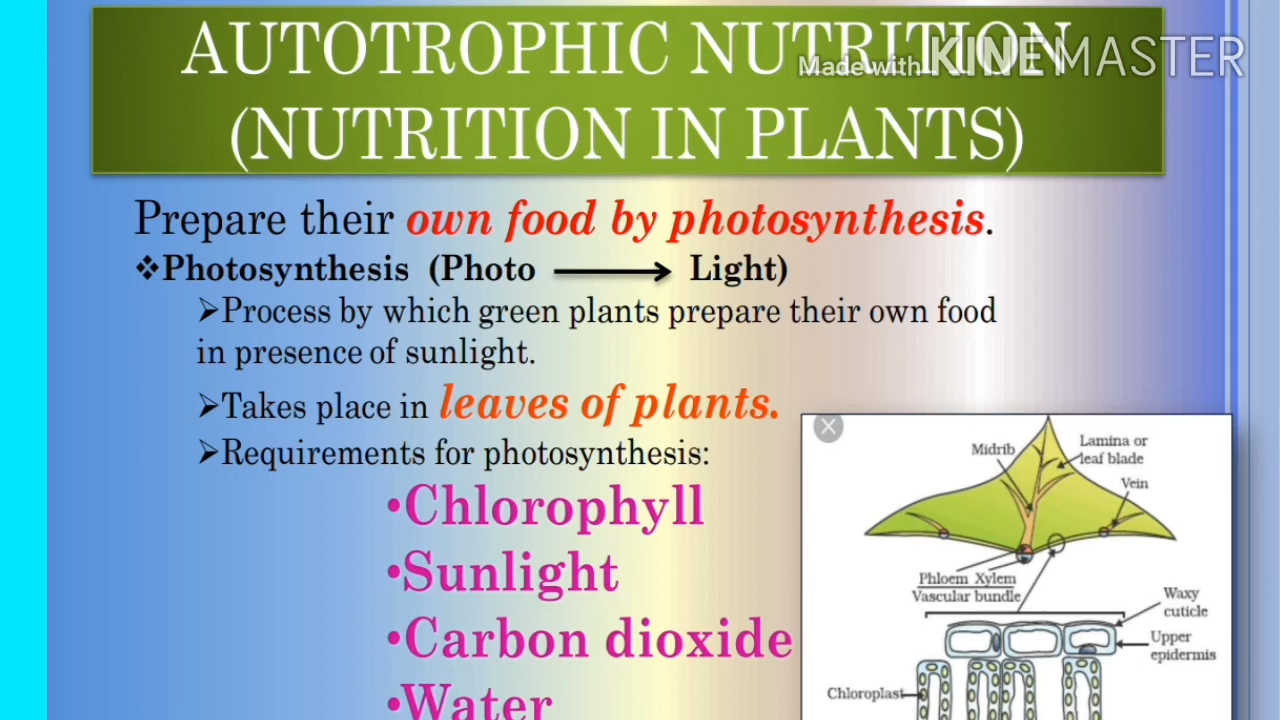 AUTOTROPHIC NUTRITION
Made with KINEMASTER
(NUTRITION IN PLANTS)
Prepare their own food by photosynthesis.
❖Photosynthesis (Photo ⟶ Light)
➢Process by which green plants prepare their own food
in presence of sunlight.
➢Takes place in leaves of plants.
➢Requirements for photosynthesis:
•Chlorophyll
•Sunlight
•Carbon dioxide
•Water
Midrib
Lamina or
leaf blade
Vein
Phloem Xylem
Vascular bundle
Waxy
cuticle
Upper
epidermis
Chloroplast